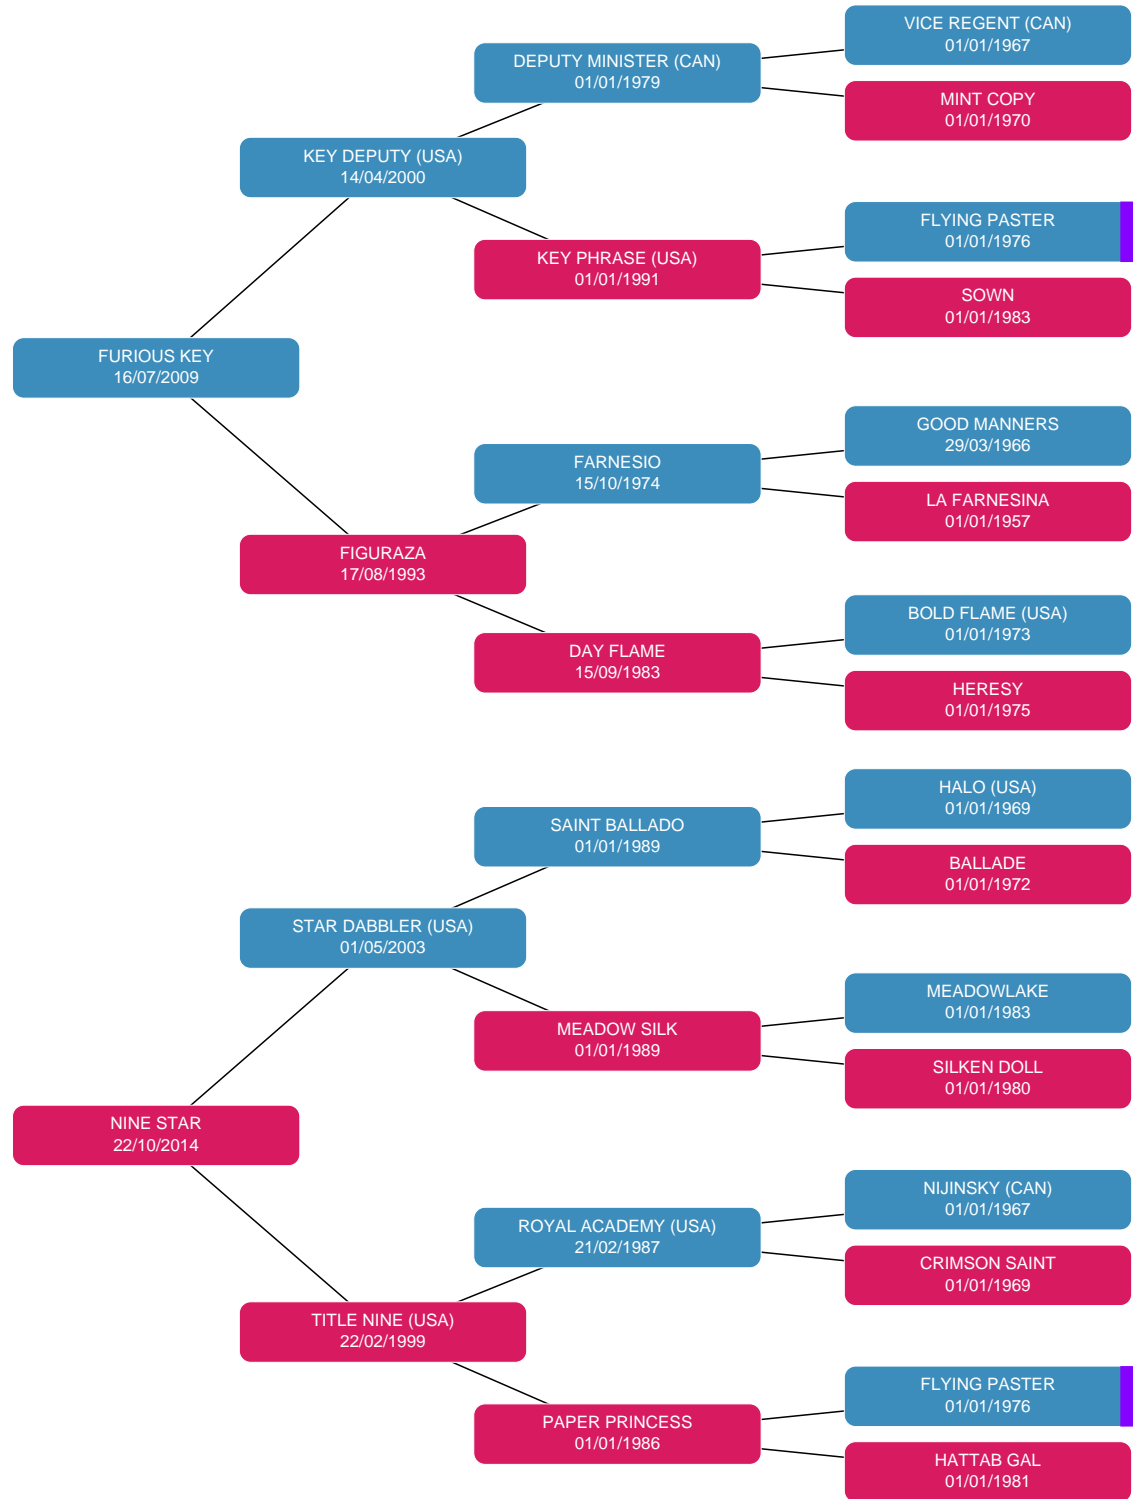 VICE REGENT (CAN)
01/01/1967
DEPUTY MINISTER (CAN)
01/01/1979
MINT COPY
01/01/1970
KEY DEPUTY (USA)
14/04/2000
FLYING PASTER
01/01/1976
KEY PHRASE (USA)
01/01/1991
SOWN
01/01/1983
FURIOUS KEY
16/07/2009
GOOD MANNERS
29/03/1966
FARNESIO
15/10/1974
LA FARNESINA
01/01/1957
FIGURAZA
17/08/1993
BOLD FLAME (USA)
01/01/1973
DAY FLAME
15/09/1983
HERESY
01/01/1975
HALO (USA)
01/01/1969
SAINT BALLADO
01/01/1989
BALLADE
01/01/1972
STAR DABBLER (USA)
01/05/2003
MEADOWLAKE
01/01/1983
MEADOW SILK
01/01/1989
SILKEN DOLL
01/01/1980
NINE STAR
22/10/2014
NIJINSKY (CAN)
01/01/1967
ROYAL ACADEMY (USA)
21/02/1987
CRIMSON SAINT
01/01/1969
TITLE NINE (USA)
22/02/1999
FLYING PASTER
01/01/1976
PAPER PRINCESS
01/01/1986
HATTAB GAL
01/01/1981